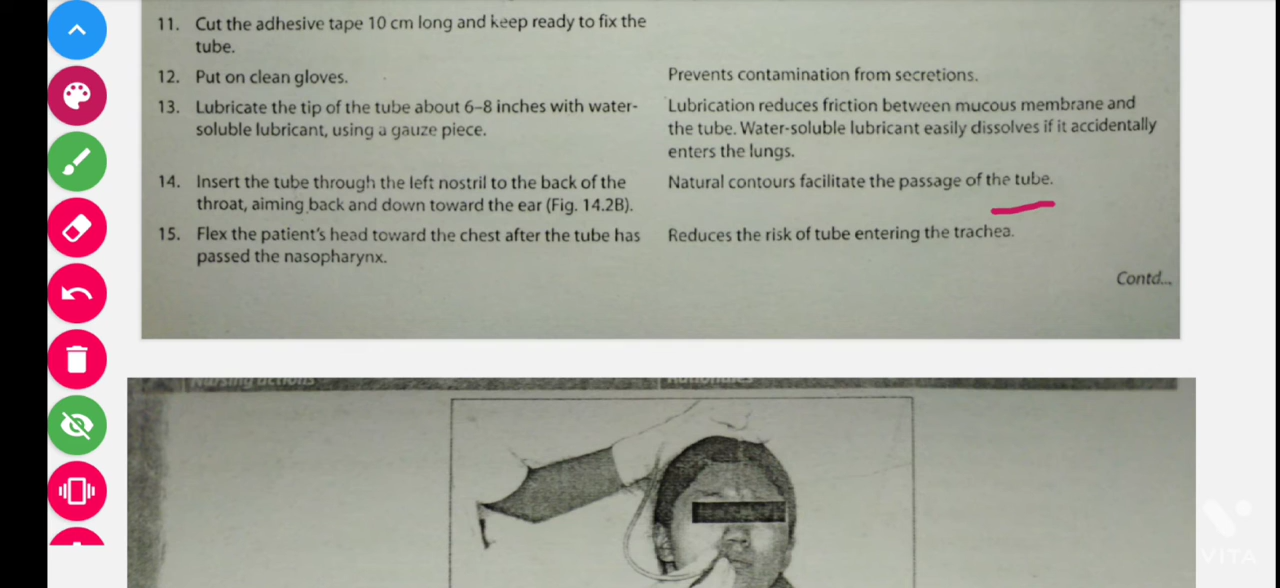 11. Cut the adhesive tape 10 cm long and keep ready to fix the
tube.
12. Put on clean gloves.
Prevents contamination from secretions.
13. Lubricate the tip of the tube about 6–8 inches with water-
soluble lubricant, using a gauze piece.
Lubrication reduces friction between mucous membrane and
the tube. Water-soluble lubricant easily dissolves if it accidentally
enters the lungs.
14. Insert the tube through the left nostril to the back of the
throat, aiming back and down toward the ear (Fig. 14.2B).
Natural contours facilitate the passage of the tube.
15. Flex the patient's head toward the chest after the tube has
passed the nasopharynx.
Reduces the risk of tube entering the trachea.
Contd...
Nursing actions
Rationales
VITA